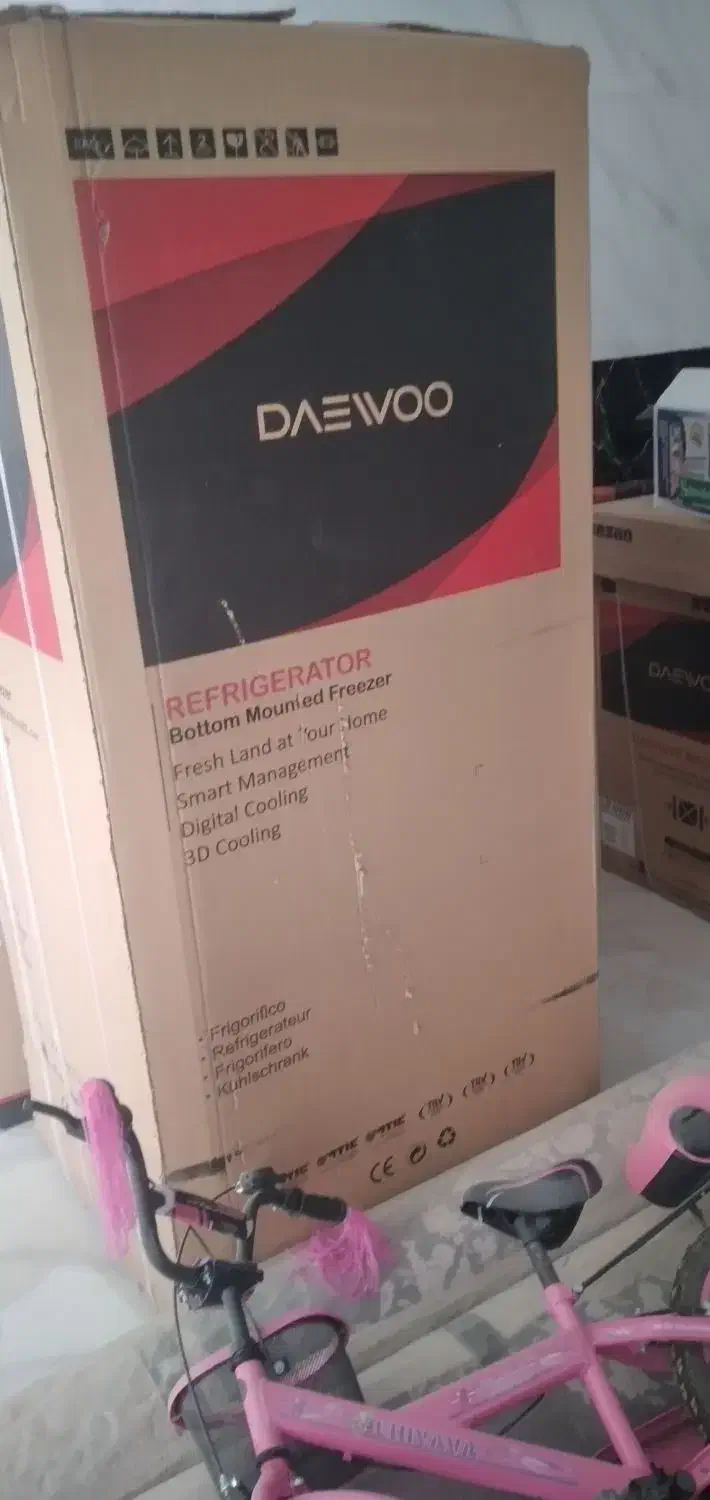 DAEWOO
REFRIGERATOR
Bottom Mounted Freezer
Fresh Land at Your Home
Smart Management
Digital Cooling
3D Cooling
• Frigorifico
• Refrigerateur
• Frigorifero
• Kuhlschrank
CE
DAEWOO